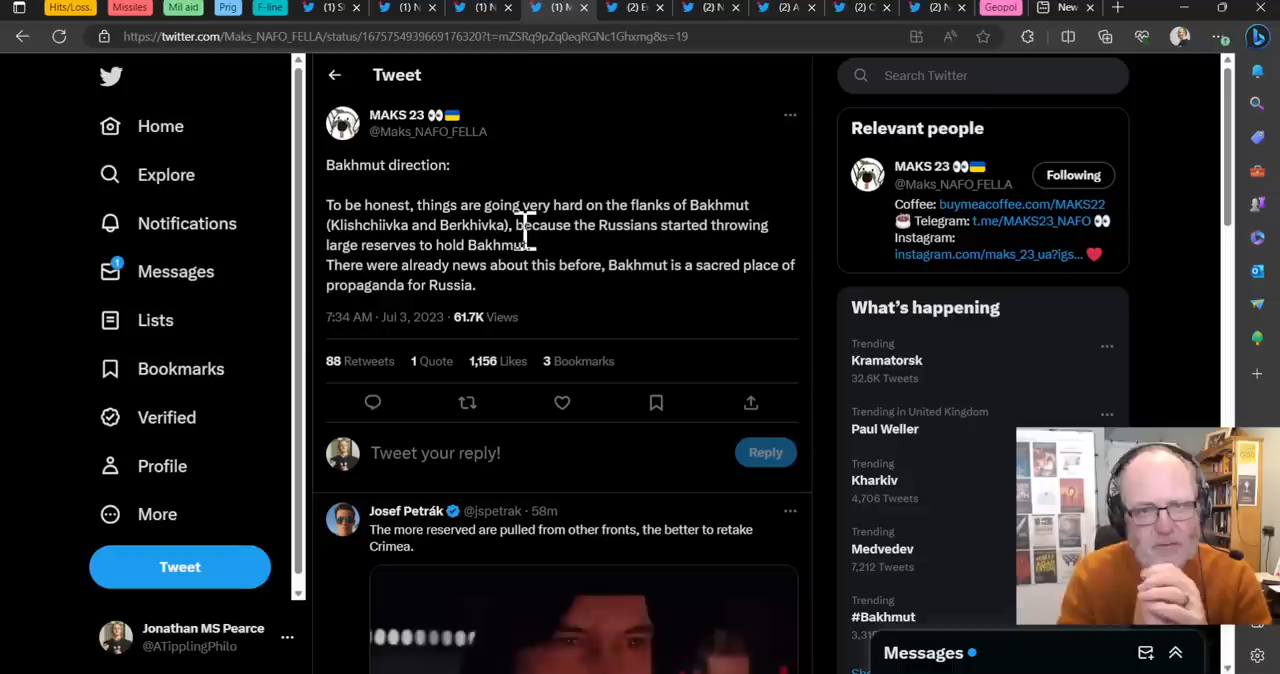 Hits/Loss.
Missiles
Mil aid
Prig
F-line
Geopol
New
https://twitter.com/Maks_NAFO_FELLA/status/1675754939669176320?t=mZSRq9pZq0eqRGNc1Ghxmg&s=19
Home
Explore
Notifications
1
Messages
Lists
Bookmarks
Verified
Profile
More
Tweet
Jonathan MS Pearce
@ATipplingPhilo
Tweet
MAKS 23
@Maks_NAFO_FELLA
Bakhmut direction:
To be honest, things are going very hard on the flanks of Bakhmut
(Klishchiivka and Berkhivka), because the Russians started throwing
large reserves to hold Bakhmut.
There were already news about this before, Bakhmut is a sacred place of
propaganda for Russia.
7:34 AM · Jul 3, 2023 · 61.7K Views
88 Retweets 1 Quote 1,156 Likes 3 Bookmarks
Tweet your reply!
Reply
Josef Petrák @jspetrak · 58m
The more reserved are pulled from other fronts, the better to retake
Crimea.
Search Twitter
Relevant people
MAKS 23
@Maks_NAFO_FELLA
Following
Coffee: buymeacoffee.com/MAKS22
Telegram: t.me/MAKS23_NAFO
Instagram:
instagram.com/maks_23_ua?igs...
What's happening
Trending
Kramatorsk
32.6K Tweets
Trending in United Kingdom
Paul Weller
Trending
Kharkiv
4,706 Tweets
Trending
Medvedev
7,212 Tweets
Trending
#Bakhmut
Messages